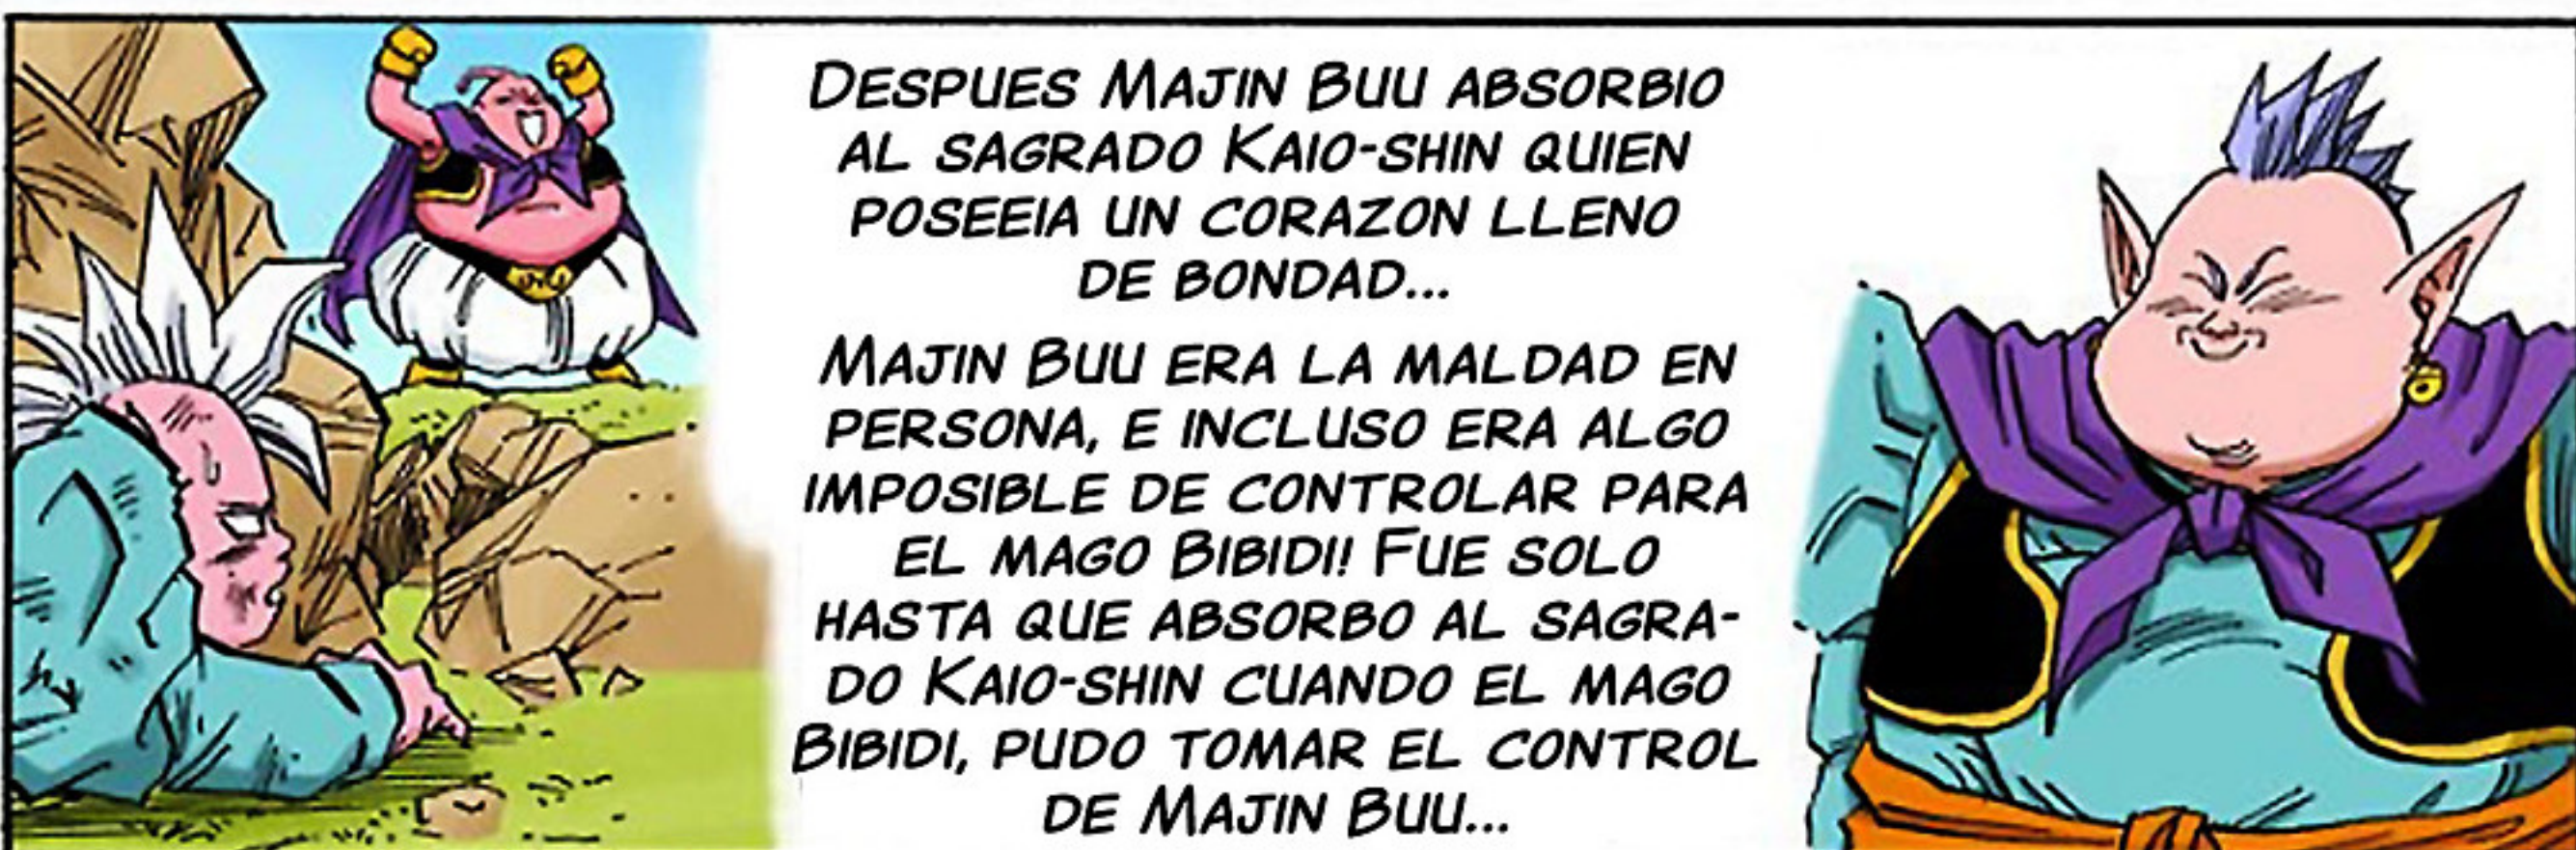 DESPUES MAJIN BUU ABSORBIO
AL SAGRADO KAIO-SHIN QUIEN
POSEEIA UN CORAZON LLENO
DE BONDAD...
MAJIN BUU ERA LA MALDAD EN
PERSONA, E INCLUSO ERA ALGO
IMPOSIBLE DE CONTROLAR PARA
EL MAGO BIBIDI! FUE SOLO
HASTA QUE ABSORBO AL SAGRA-
DO KAIO-SHIN CUANDO EL MAGO
BIBIDI, PUDO TOMAR EL CONTROL
DE MAJIN BUU...